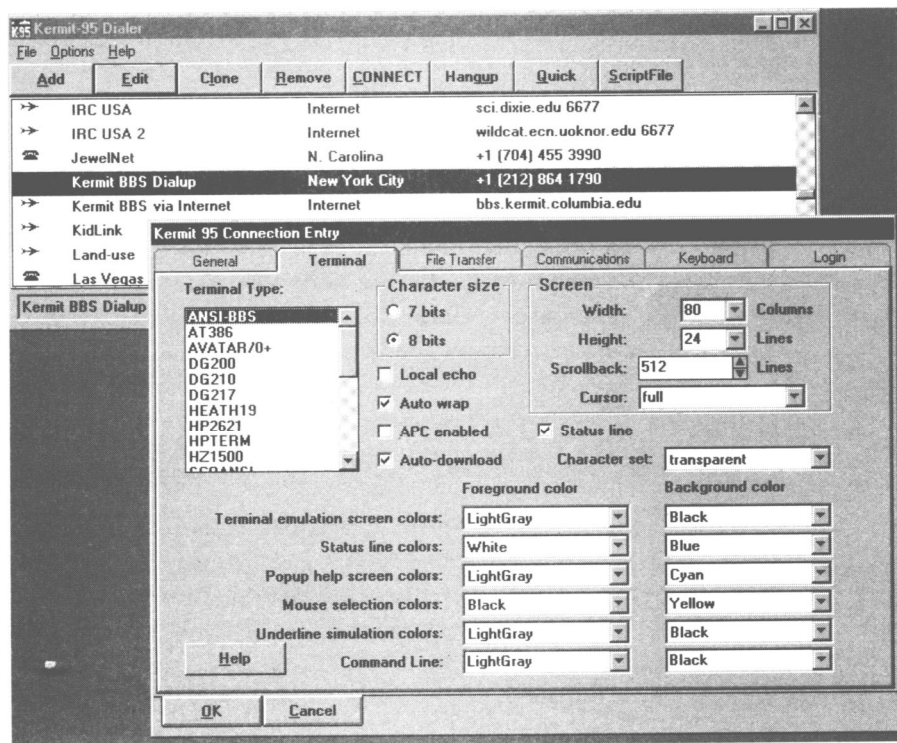 K95 Kermit-95 Dialer
File Options Help
Add Edit Clone Remove CONNECT Hangup Quick ScriptFile
IRC USA Internet sci.dixie.edu 6677
IRC USA 2 Internet wildcat.ecn.uoknor.edu 6677
JewelNet N. Carolina +1 (704) 455 3990
Kermit BBS Dialup New York City +1 (212) 864 1790
Kermit BBS via Internet Internet bbs.kermit.columbia.edu
KidLink
Land-use
Las Vegas
Kermit BBS Dialup
Kermit 95 Connection Entry
General Terminal File Transfer Communications Keyboard Login
Terminal Type:
ANSI-BBS
AT386
AVATAR/0+
DG200
DG210
DG217
HEATH19
HP2621
HPTERM
HZ1500
Character size
7 bits
8 bits
Local echo
Auto wrap
APC enabled
Auto-download
Screen
Width: 80 Columns
Height: 24 Lines
Scrollback: 512 Lines
Cursor: full
Status line
Character set: transparent
Foreground color Background color
Terminal emulation screen colors: LightGray Black
Status line colors: White Blue
Popup help screen colors: LightGray Cyan
Mouse selection colors: Black Yellow
Underline simulation colors: LightGray Black
Command Line: LightGray Black
Help
OK Cancel